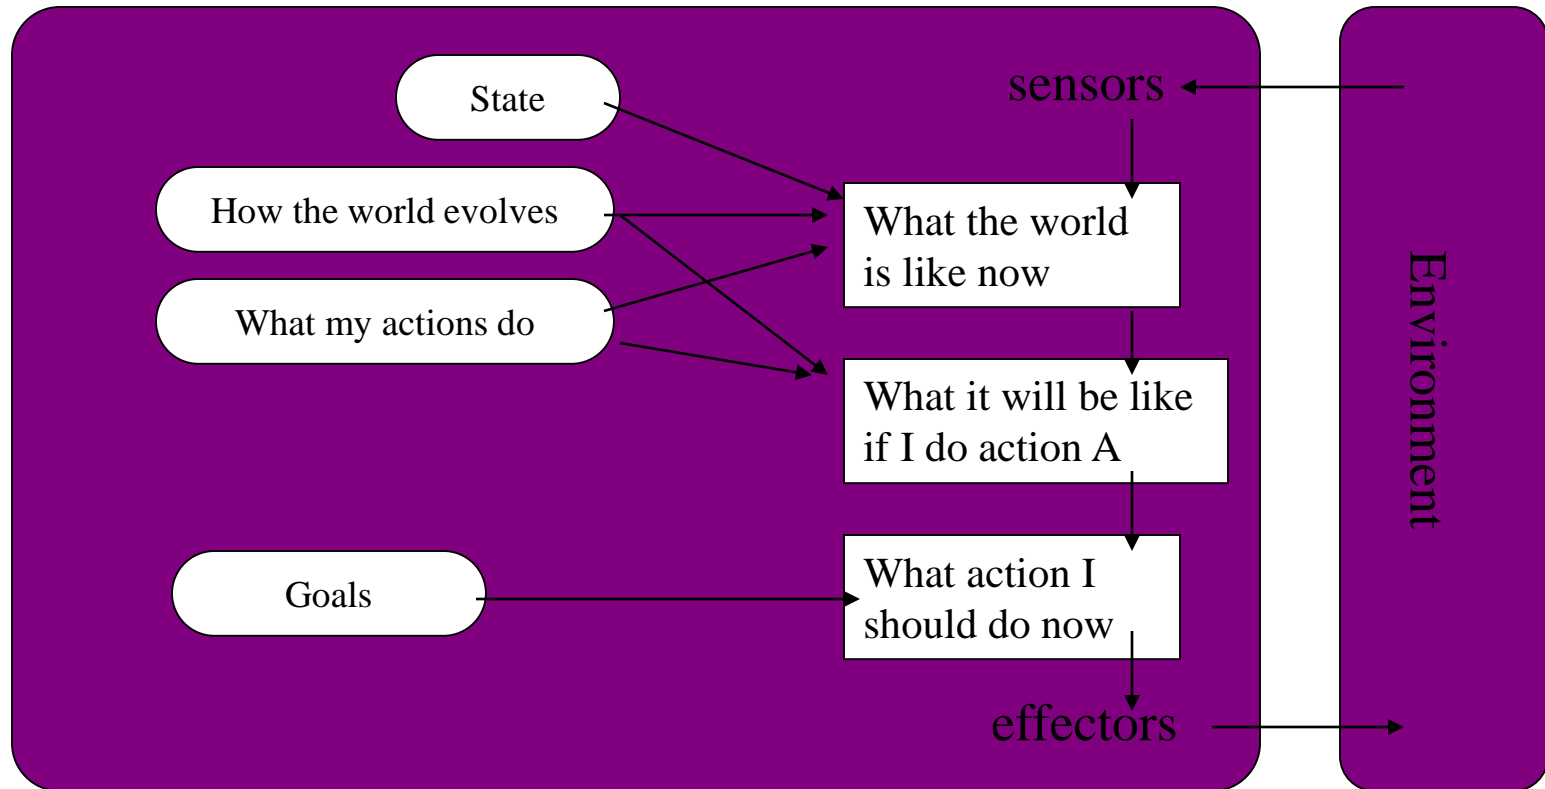 State
sensors
How the world evolves
What the world
is like now
What my actions do
Environment
What it will be like
if I do action A
Goals
What action I
should do now
effectors